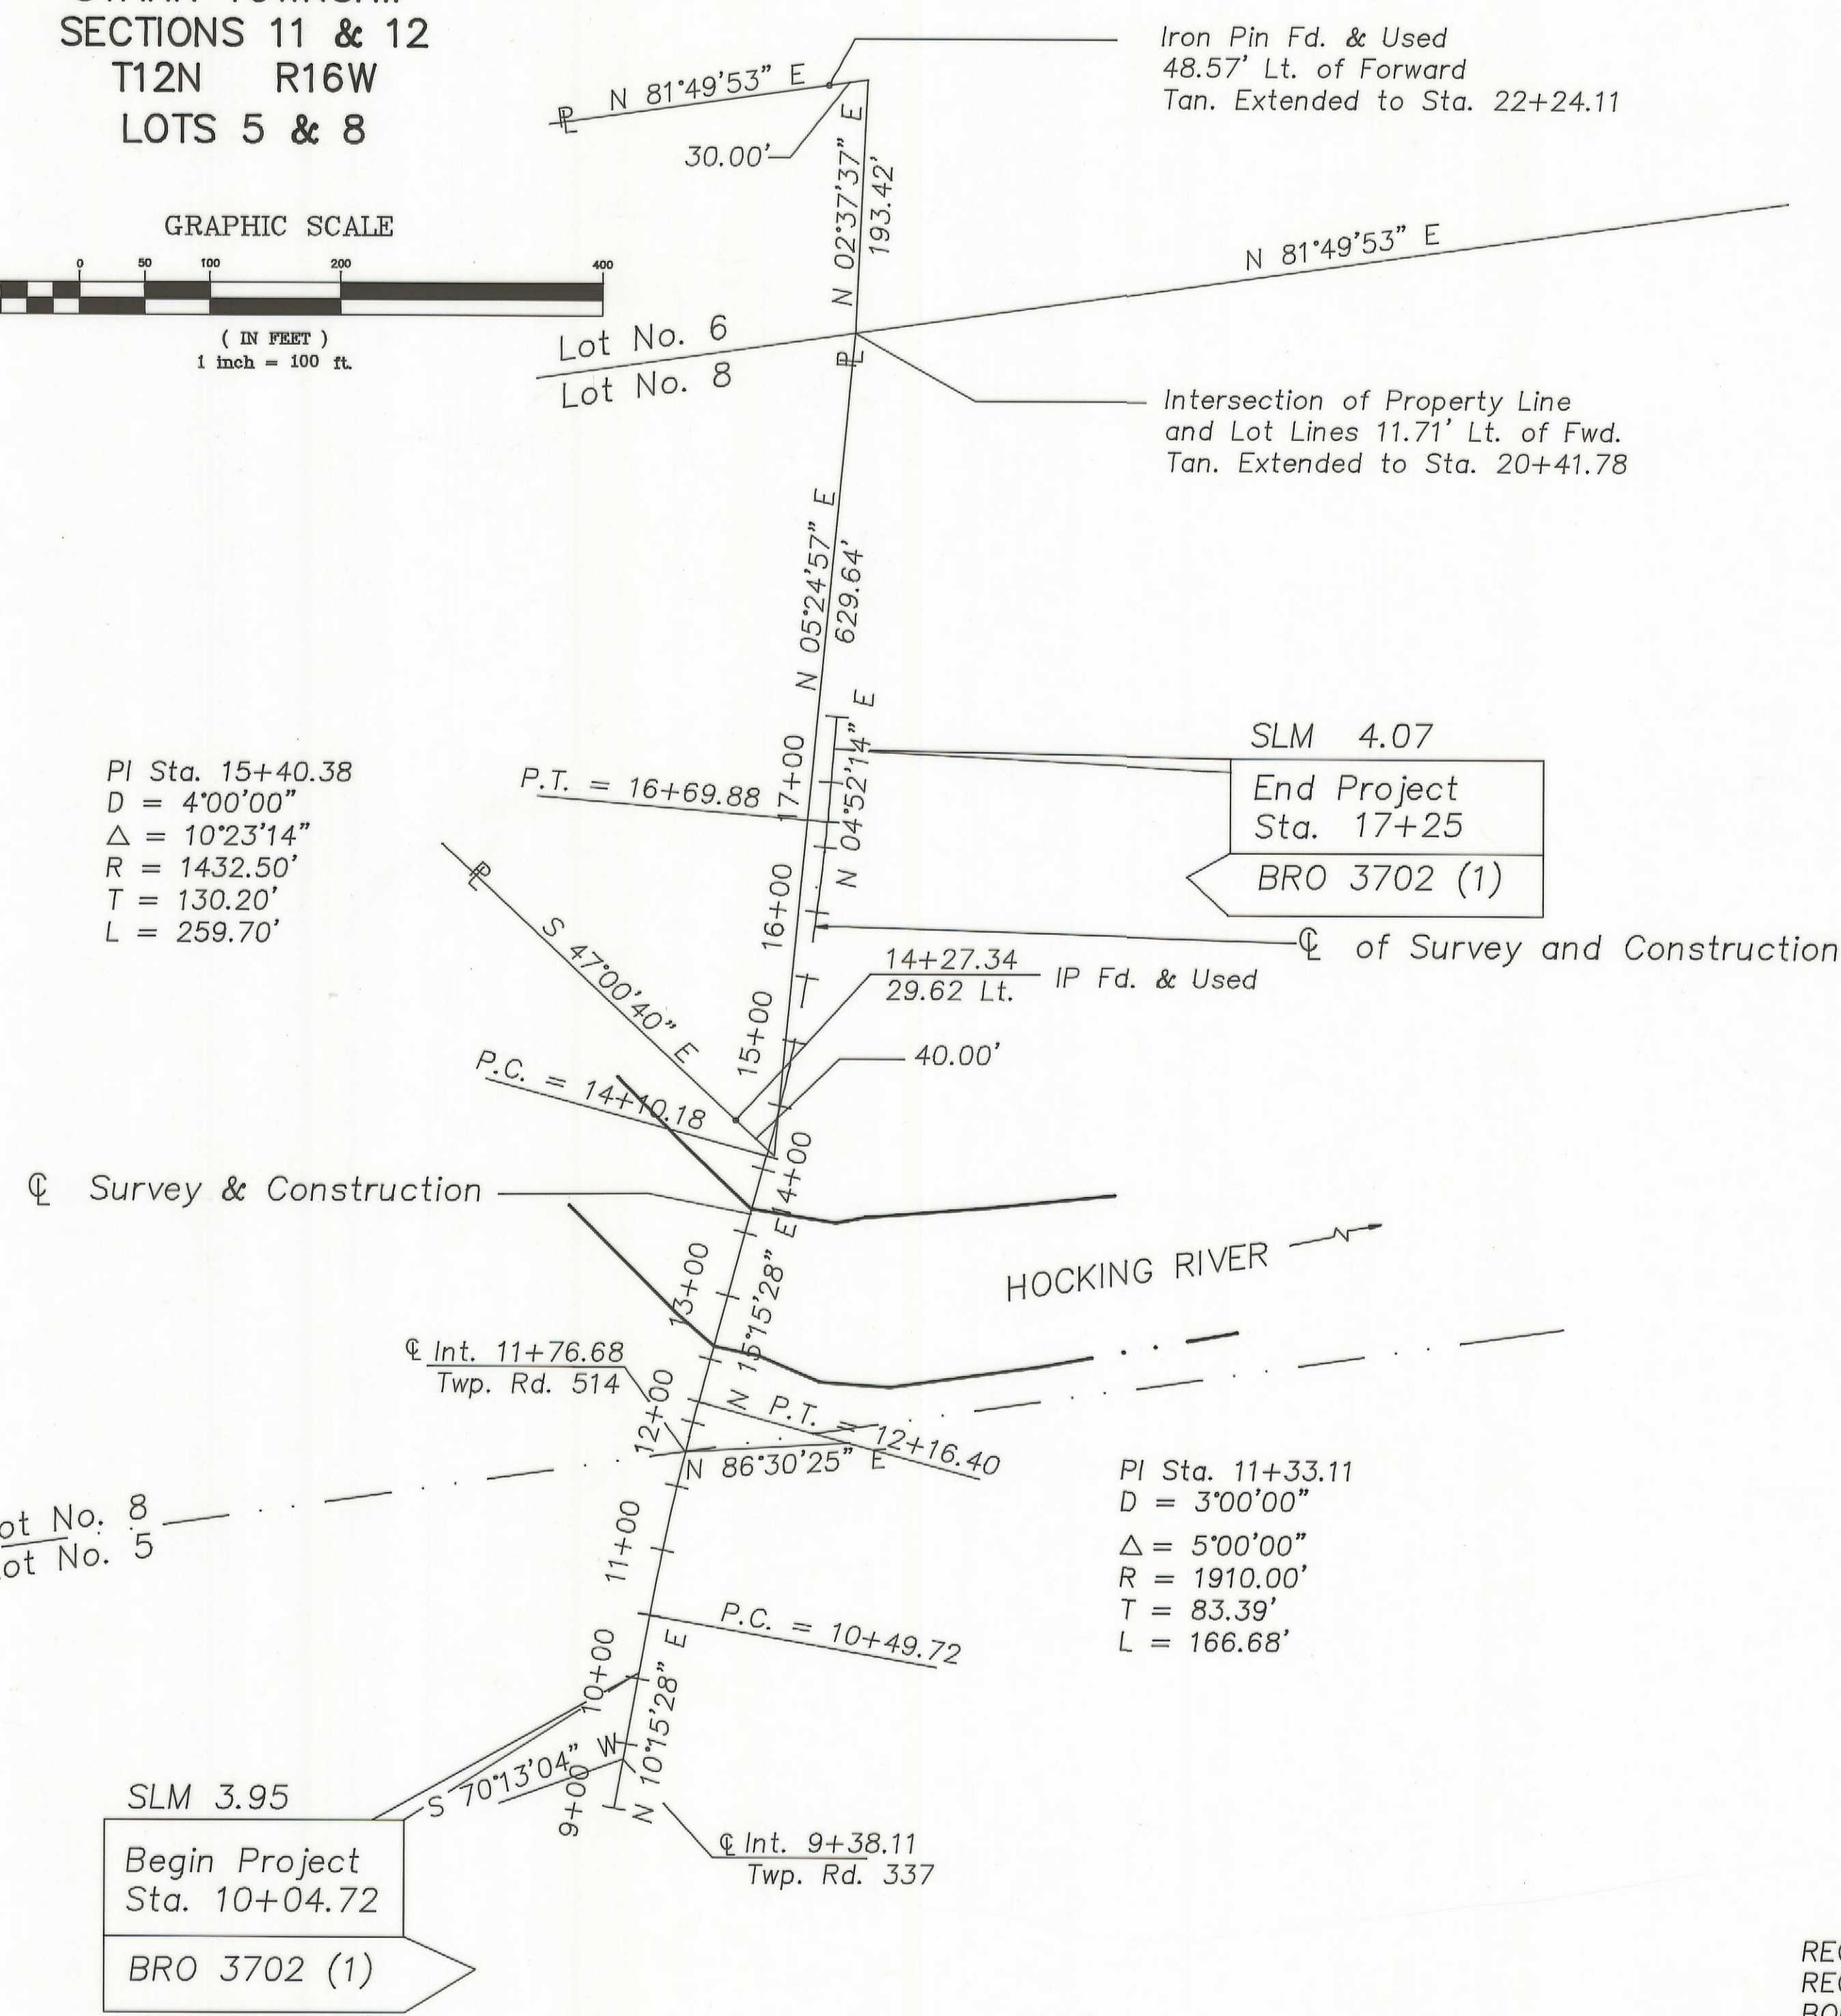 SECTIONS 11 & 12
T12N R16W
LOTS 5 & 8
GRAPHIC SCALE
0 50 100 200 400
( IN FEET )
1 inch = 100 ft.
Iron Pin Fd. & Used
48.57' Lt. of Forward
Tan. Extended to Sta. 22+24.11
N 81°49'53" E
30.00'
N 02°37'37" E
193.42'
N 81°49'53" E
Lot No. 6
Lot No. 8
PL
PL
Intersection of Property Line
and Lot Lines 11.71' Lt. of Fwd.
Tan. Extended to Sta. 20+41.78
N 05°24'57" E
629.64'
PI Sta. 15+40.38
D = 4°00'00"
Δ = 10°23'14"
R = 1432.50'
T = 130.20'
L = 259.70'
P.T. = 16+69.88
17+00
N 04°52'14" E
SLM 4.07
End Project
Sta. 17+25
BRO 3702 (1)
PL
S 47°00'40" E
16+00
℄ of Survey and Construction
14+27.34
29.62 Lt.
IP Fd. & Used
15+00
40.00'
P.C. = 14+10.18
14+00
℄ Survey & Construction
HOCKING RIVER
13+00
N 15°15'28" E
℄ Int. 11+76.68
Twp. Rd. 514
12+00
P.T. = 12+16.40
N 86°30'25" E
ot No. 8
ot No. 5
11+00
PI Sta. 11+33.11
D = 3°00'00"
Δ = 5°00'00"
R = 1910.00'
T = 83.39'
L = 166.68'
P.C. = 10+49.72
10+00
N 10°15'28" E
S 70°13'04" W
9+00
SLM 3.95
Begin Project
Sta. 10+04.72
BRO 3702 (1)
℄ Int. 9+38.11
Twp. Rd. 337